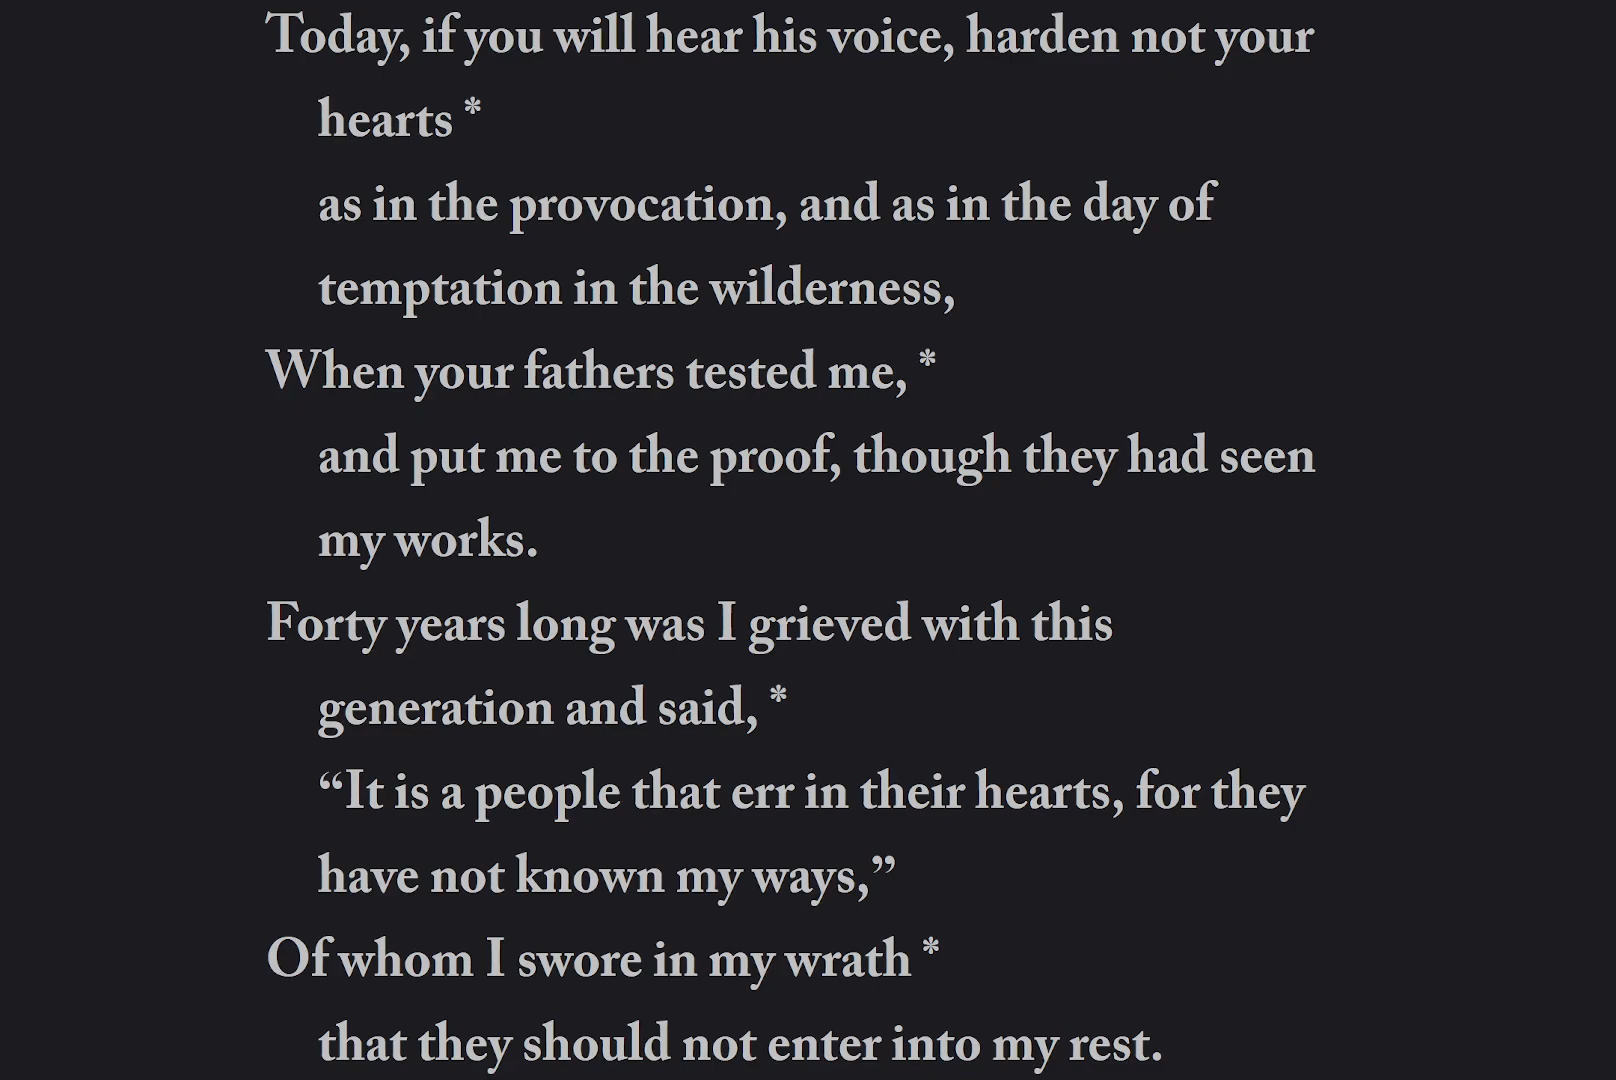 Today, if you will hear his voice, harden not your
hearts *
as in the provocation, and as in the day of
temptation in the wilderness,
When your fathers tested me, *
and put me to the proof, though they had seen
my works.
Forty years long was I grieved with this
generation and said, *
“It is a people that err in their hearts, for they
have not known my ways,”
Of whom I swore in my wrath *
that they should not enter into my rest.